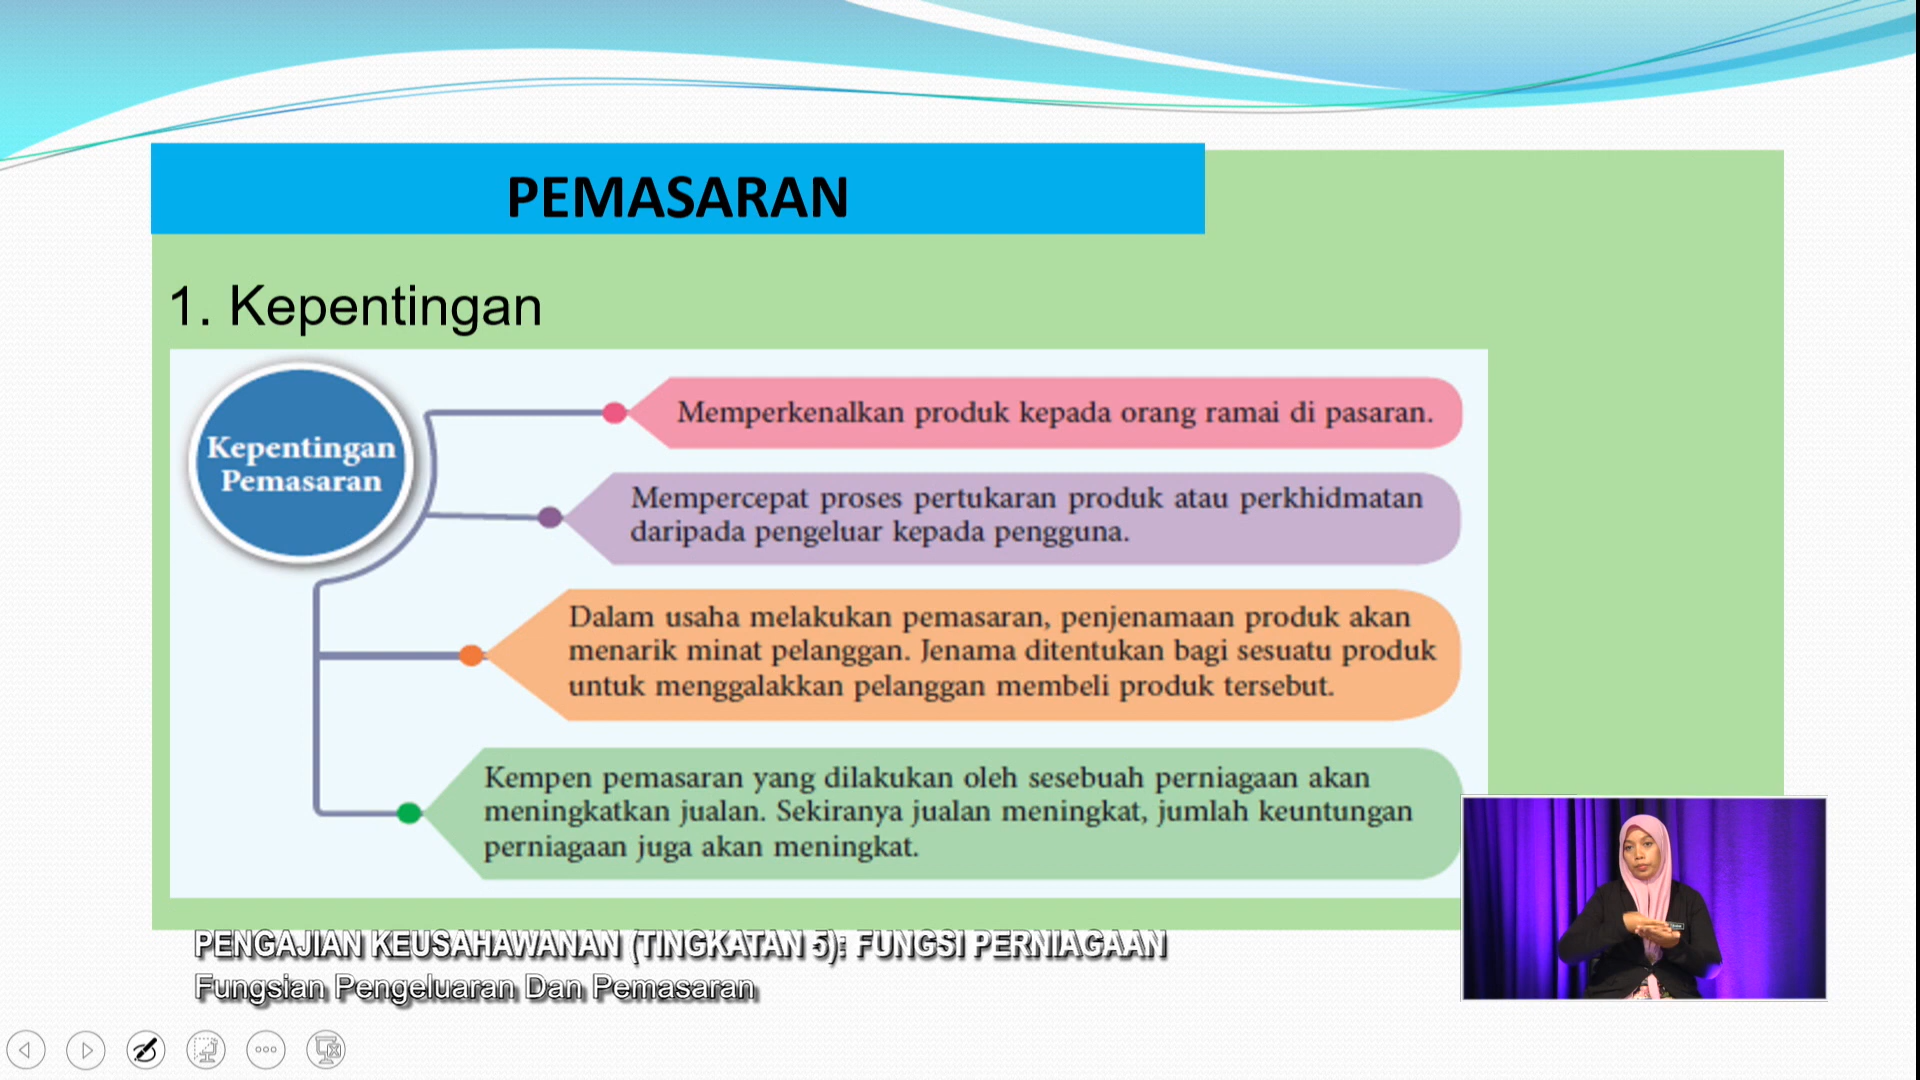 PEMASARAN
1. Kepentingan
Kepentingan
Pemasaran
Memperkenalkan produk kepada orang ramai di pasaran.
Mempercepat proses pertukaran produk atau perkhidmatan
daripada pengeluar kepada pengguna.
Dalam usaha melakukan pemasaran, penjenamaan produk akan
menarik minat pelanggan. Jenama ditentukan bagi sesuatu produk
untuk menggalakkan pelanggan membeli produk tersebut.
Kempen pemasaran yang dilakukan oleh sesebuah perniagaan akan
meningkatkan jualan. Sekiranya jualan meningkat, jumlah keuntungan
perniagaan juga akan meningkat.
PENGAJIAN KEUSAHAWANAN (TINGKATAN 5): FUNGSI PERNIAGAAN
Fungsian Pengeluaran Dan Pemasaran